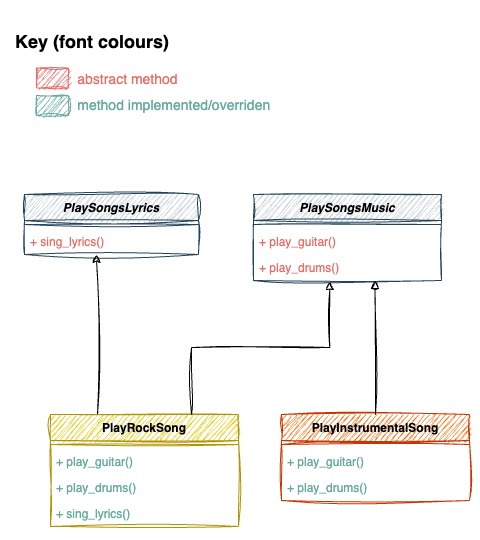 Key (font colours)
abstract method
method implemented/overriden
PlaySongsLyrics
+ sing_lyrics()
PlaySongsMusic
+ play_guitar()
+ play_drums()
PlayRockSong
+ play_guitar()
+ play_drums()
+ sing_lyrics()
PlayInstrumentalSong
+ play_guitar()
+ play_drums()